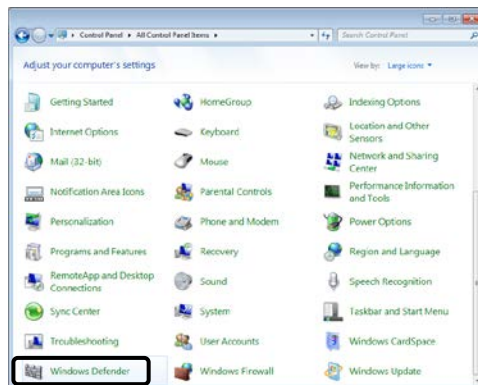 Control Panel ▸ All Control Panel Items ▸
Search Control Panel
Adjust your computer's settings
View by: Large icons
Getting Started
HomeGroup
Indexing Options
Internet Options
Keyboard
Location and Other
Sensors
Mail (32-bit)
Mouse
Network and Sharing
Center
Notification Area Icons
Parental Controls
Performance Information
and Tools
Personalization
Phone and Modem
Power Options
Programs and Features
Recovery
Region and Language
RemoteApp and Desktop
Connections
Sound
Speech Recognition
Sync Center
System
Taskbar and Start Menu
Troubleshooting
User Accounts
Windows CardSpace
Windows Defender
Windows Firewall
Windows Update